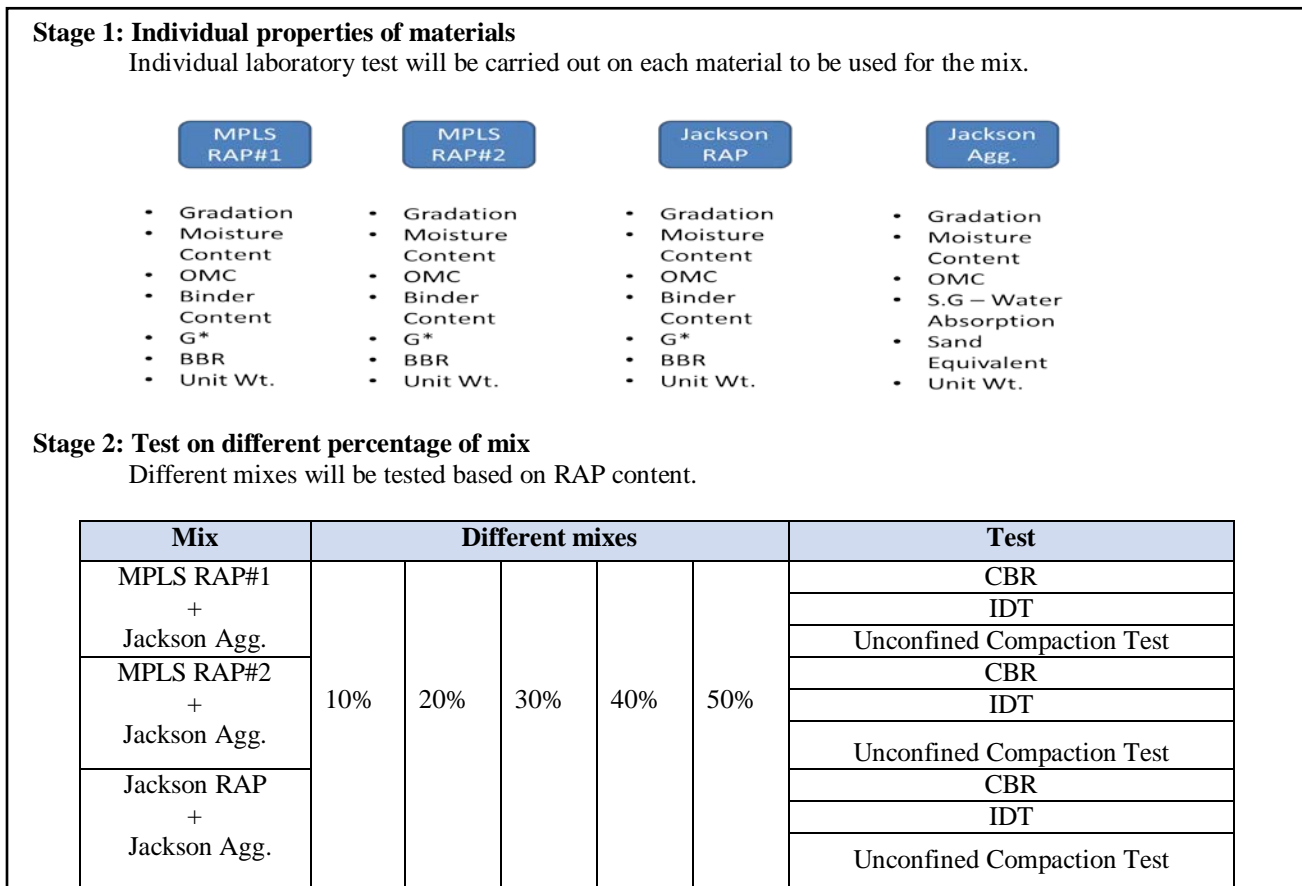 Stage 1: Individual properties of materials
Individual laboratory test will be carried out on each material to be used for the mix.
MPLS
RAP#1
• Gradation
• Moisture
Content
• OMC
• Binder
Content
• G*
• BBR
• Unit Wt.
MPLS
RAP#2
• Gradation
• Moisture
Content
• OMC
• Binder
Content
• G*
• BBR
• Unit Wt.
Jackson
RAP
• Gradation
• Moisture
Content
• OMC
• Binder
Content
• G*
• BBR
• Unit Wt.
Jackson
Agg.
• Gradation
• Moisture
Content
• OMC
• S.G – Water
Absorption
• Sand
Equivalent
• Unit Wt.
Stage 2: Test on different percentage of mix
Different mixes will be tested based on RAP content.
Mix Different mixes Test
MPLS RAP#1
+
Jackson Agg.
MPLS RAP#2
+
Jackson Agg.
Jackson RAP
+
Jackson Agg.
10% 20% 30% 40% 50%
CBR
IDT
Unconfined Compaction Test
CBR
IDT
Unconfined Compaction Test
CBR
IDT
Unconfined Compaction Test